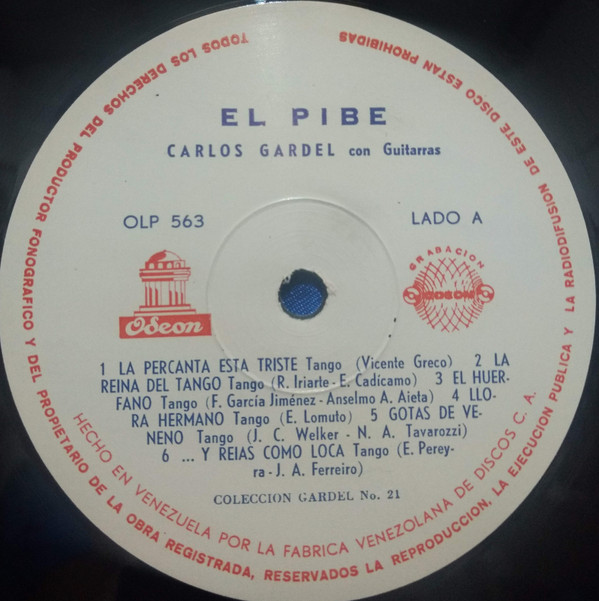 EL PIBE
CARLOS GARDEL con Guitarras
OLP 563
LADO A
Odeon
GRABACION
ODEON
1 LA PERCANTA ESTA TRISTE Tango (Vicente Greco) 2 LA
REINA DEL TANGO Tango (R. Iriarte - E. Cadícamo) 3 EL HUER-
FANO Tango (F. García Jiménez - Anselmo A. Aieta) 4 LLO-
RA HERMANO Tango (E. Lomuto) 5 GOTAS DE VE-
NENO Tango (J. C. Welker - N. A. Tavarozzi)
6 ... Y REIAS COMO LOCA Tango (E. Perey-
ra - J. A. Ferreiro)
COLECCION GARDEL No. 21
HECHO EN VENEZUELA POR LA FABRICA VENEZOLANA DE DISCOS C. A.
TODOS LOS DERECHOS DEL PRODUCTOR FONOGRAFICO Y DEL PROPIETARIO DE LA OBRA REGISTRADA, RESERVADOS LA REPRODUCCION, LA EJECUCION PUBLICA Y LA RADIODIFUSION DE ESTE DISCO ESTAN PROHIBIDAS